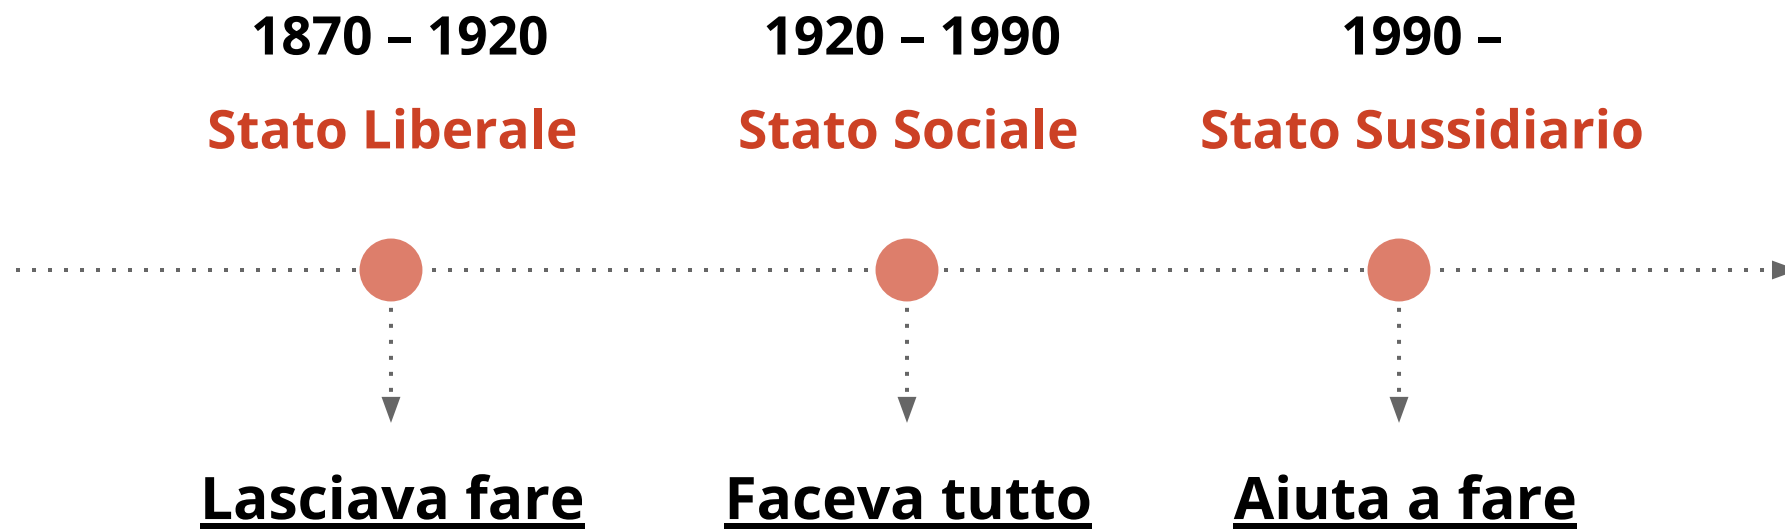 1870 – 1920
1920 – 1990
1990 –
Stato Liberale
Stato Sociale
Stato Sussidiario
Lasciava fare
Faceva tutto
Aiuta a fare